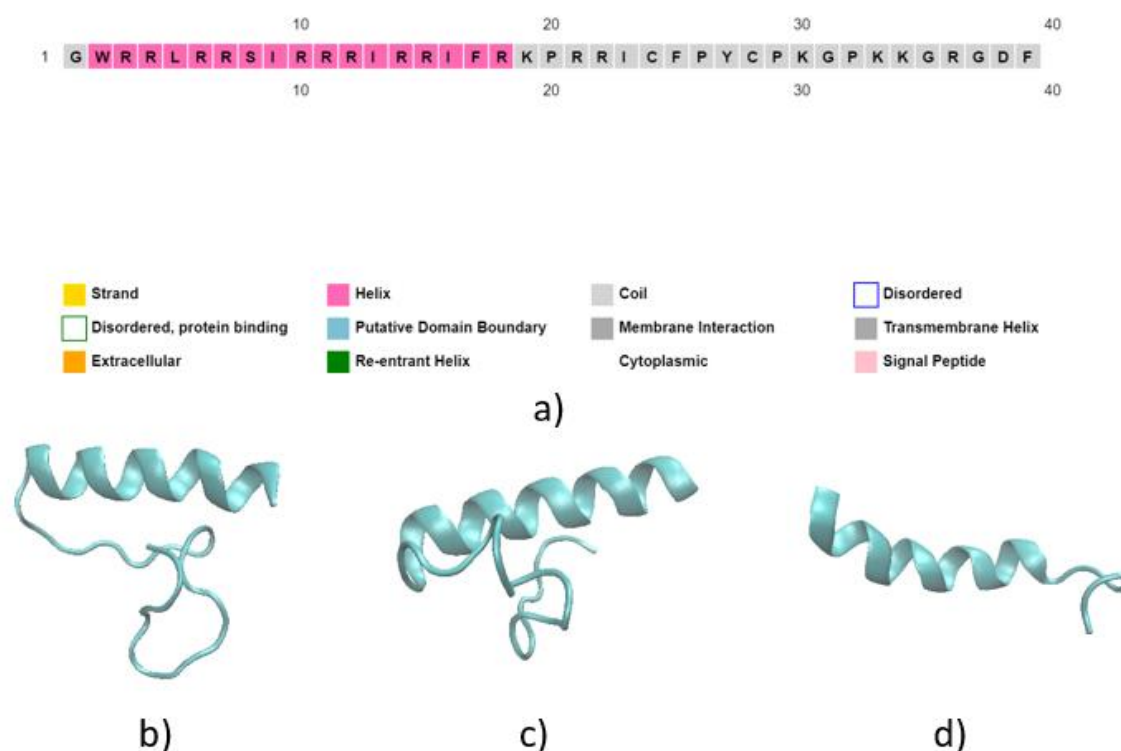 10 20 30 40
1 G W R R L R R S I R R R I R R I F R K P R R I C F P Y C P K G P K K G R G D F
10 20 30 40
Strand Helix Coil Disordered
Disordered, protein binding Putative Domain Boundary Membrane Interaction Transmembrane Helix
Extracellular Re-entrant Helix Cytoplasmic Signal Peptide
a)
b) c) d)